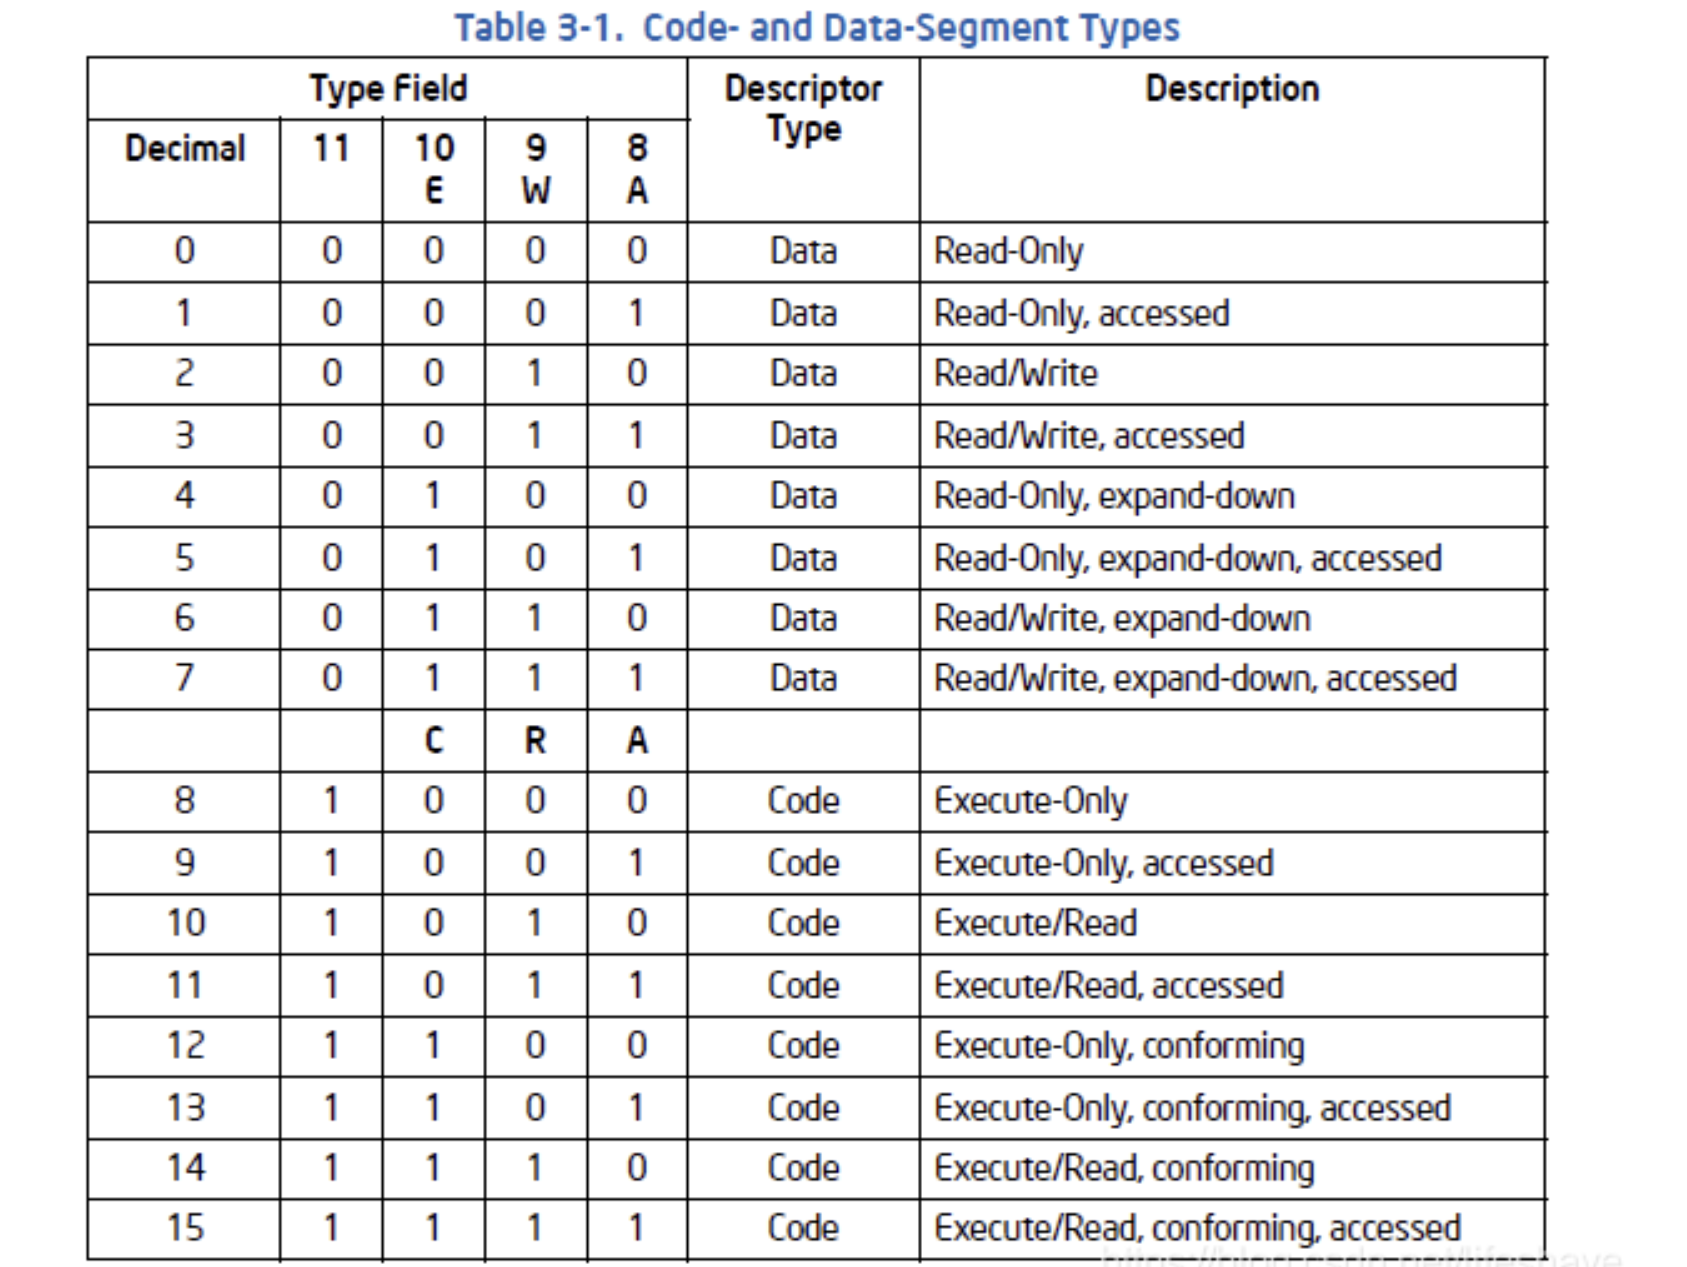 Table 3-1. Code- and Data-Segment Types
Type Field Descriptor Type Description
Decimal 11 10 E 9 W 8 A
0 0 0 0 0 Data Read-Only
1 0 0 0 1 Data Read-Only, accessed
2 0 0 1 0 Data Read/Write
3 0 0 1 1 Data Read/Write, accessed
4 0 1 0 0 Data Read-Only, expand-down
5 0 1 0 1 Data Read-Only, expand-down, accessed
6 0 1 1 0 Data Read/Write, expand-down
7 0 1 1 1 Data Read/Write, expand-down, accessed
C R A
8 1 0 0 0 Code Execute-Only
9 1 0 0 1 Code Execute-Only, accessed
10 1 0 1 0 Code Execute/Read
11 1 0 1 1 Code Execute/Read, accessed
12 1 1 0 0 Code Execute-Only, conforming
13 1 1 0 1 Code Execute-Only, conforming, accessed
14 1 1 1 0 Code Execute/Read, conforming
15 1 1 1 1 Code Execute/Read, conforming, accessed